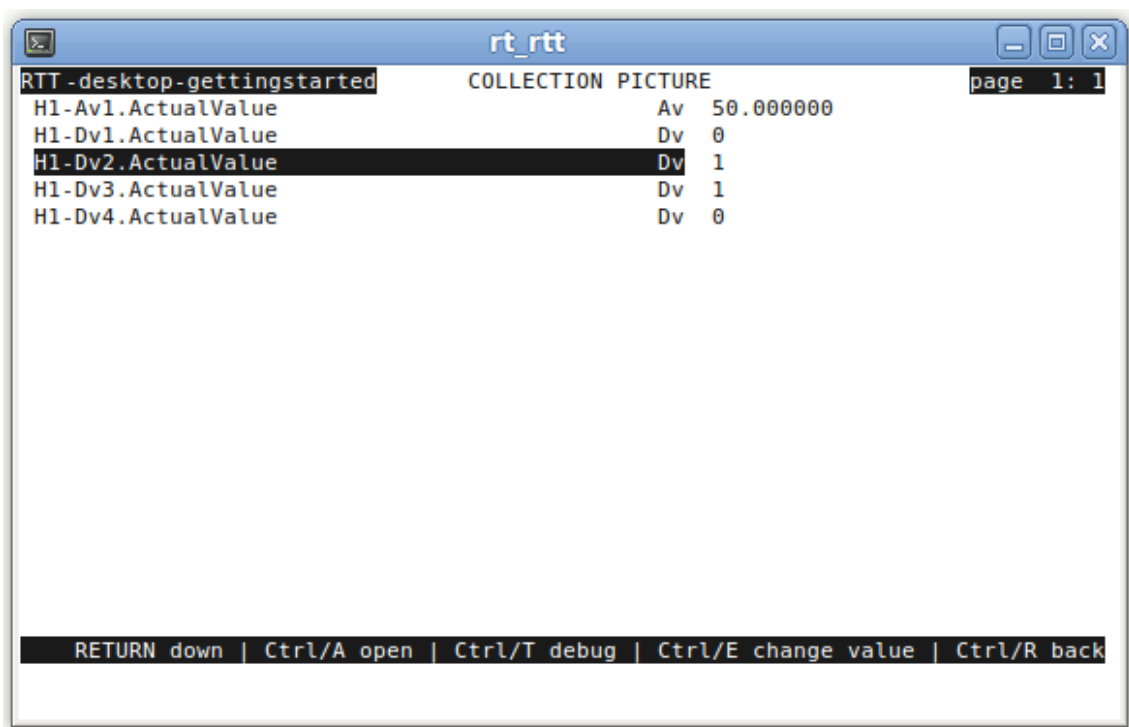 rt_rtt
RTT-desktop-gettingstarted COLLECTION PICTURE page 1: 1
H1-Av1.ActualValue Av 50.000000
H1-Dv1.ActualValue Dv 0
H1-Dv2.ActualValue Dv 1
H1-Dv3.ActualValue Dv 1
H1-Dv4.ActualValue Dv 0
RETURN down | Ctrl/A open | Ctrl/T debug | Ctrl/E change value | Ctrl/R back